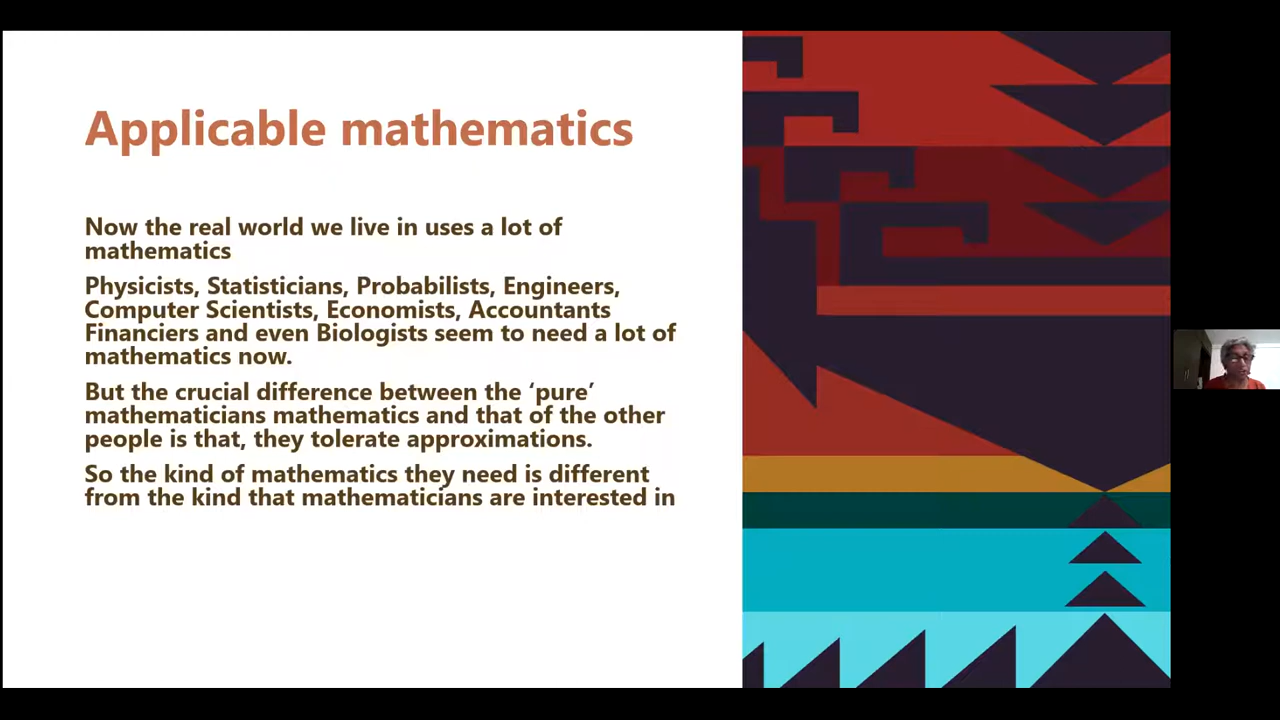 Applicable mathematics
Now the real world we live in uses a lot of
mathematics
Physicists, Statisticians, Probabilists, Engineers,
Computer Scientists, Economists, Accountants
Financiers and even Biologists seem to need a lot of
mathematics now.
But the crucial difference between the ‘pure’
mathematicians mathematics and that of the other
people is that, they tolerate approximations.
So the kind of mathematics they need is different
from the kind that mathematicians are interested in